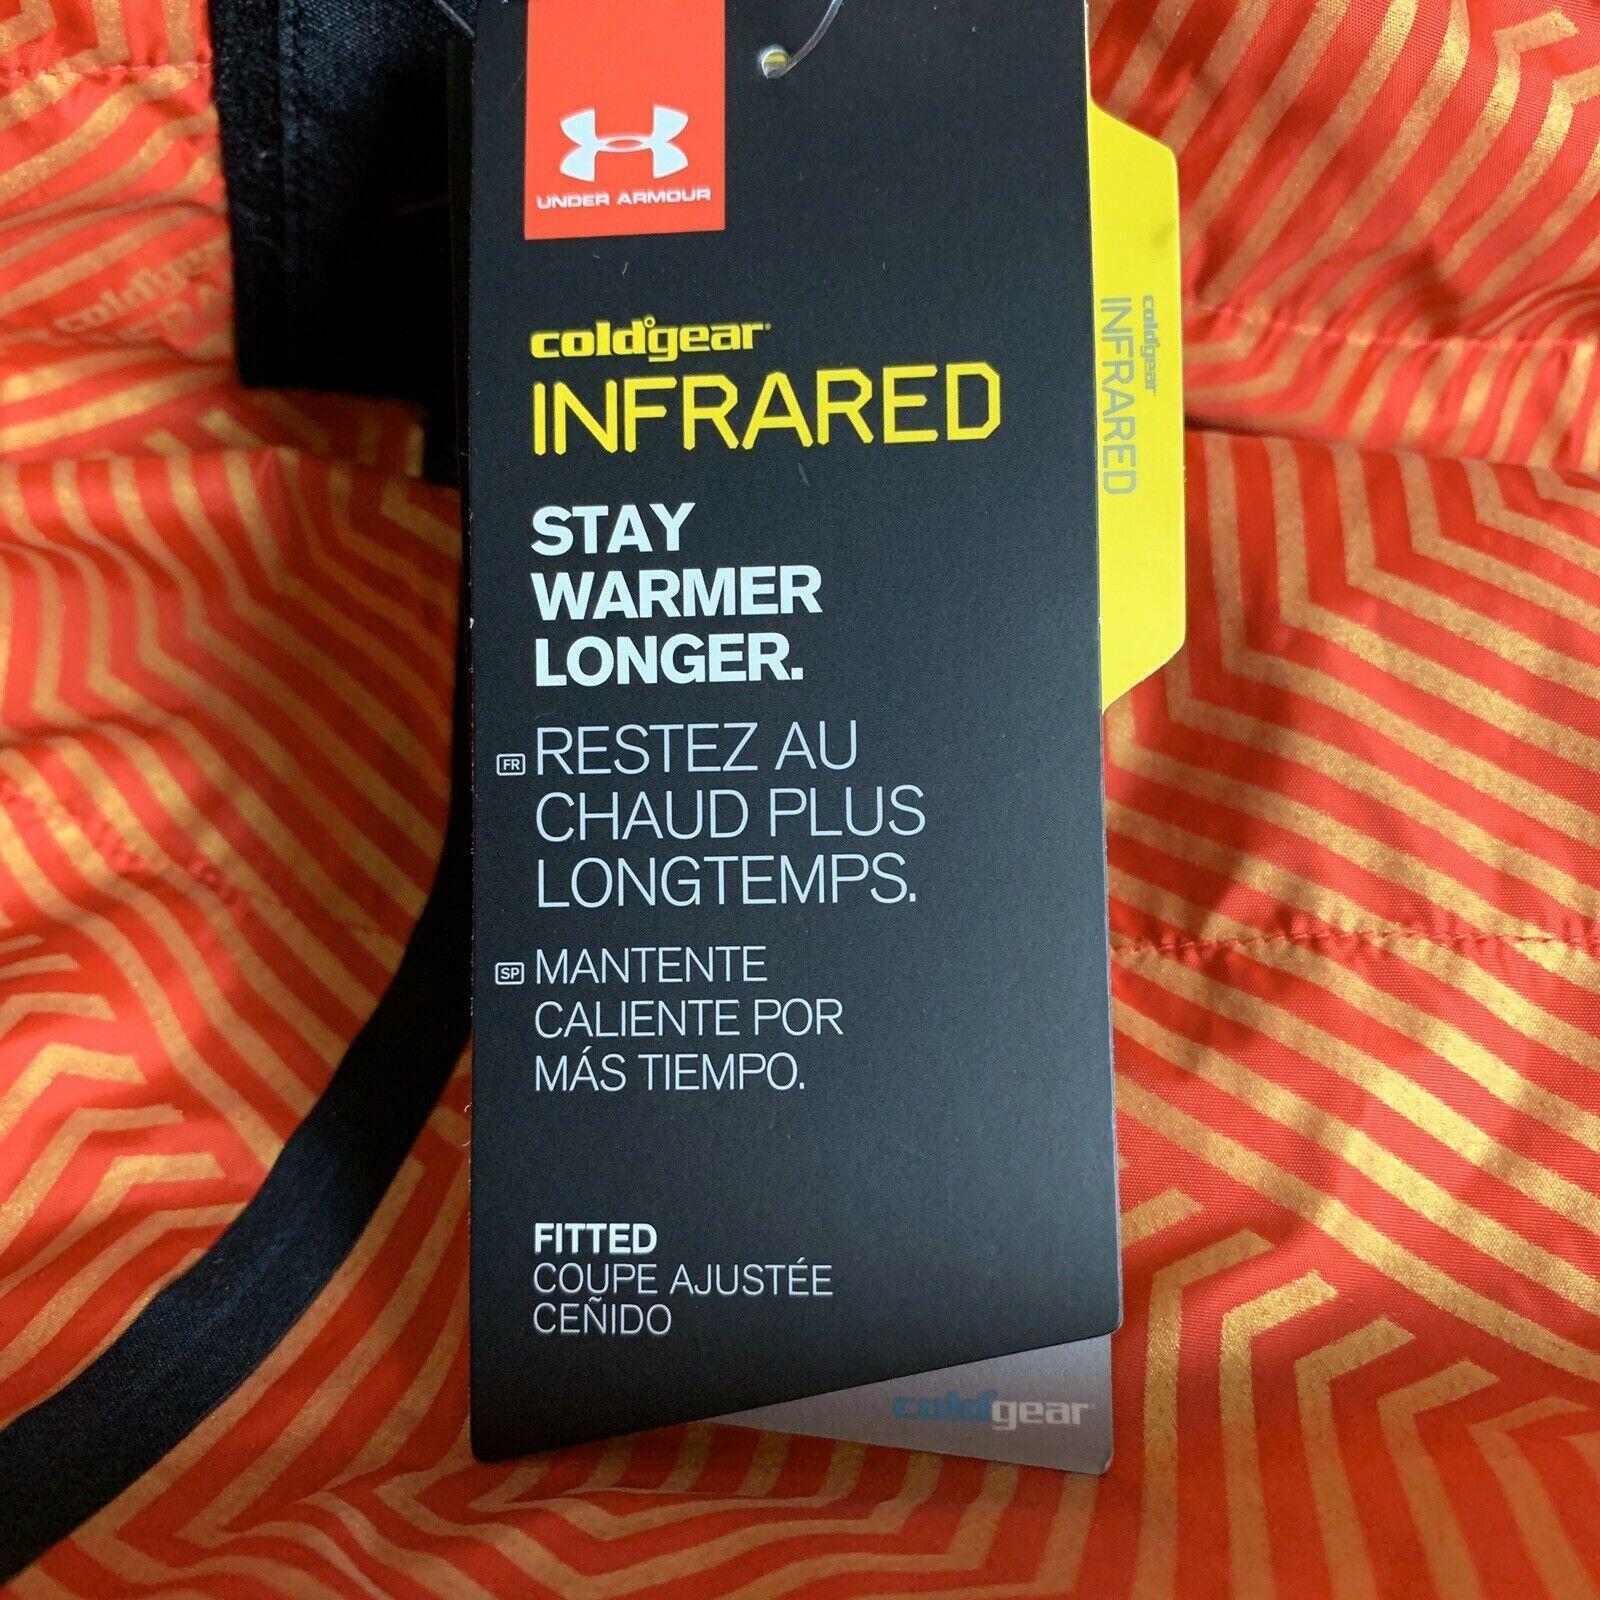 UNDER ARMOUR
coldgear®
INFRARED
STAY
WARMER
LONGER.
FR RESTEZ AU
CHAUD PLUS
LONGTEMPS.
SP MANTENTE
CALIENTE POR
MÁS TIEMPO.
FITTED
COUPE AJUSTÉE
CEÑIDO
coldgear
INFRARED
coldgear
coldgear